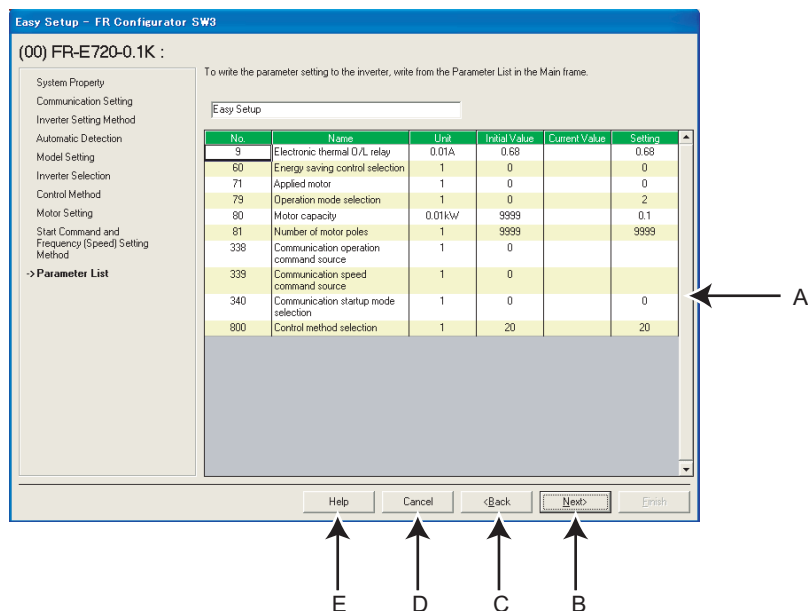 Easy Setup - FR Configurator SW3
(00) FR-E720-0.1K :
System Property
Communication Setting
Inverter Setting Method
Automatic Detection
Model Setting
Inverter Selection
Control Method
Motor Setting
Start Command and
Frequency (Speed) Setting
Method
-> Parameter List
To write the parameter setting to the inverter, write from the Parameter List in the Main frame.
Easy Setup
No. Name Unit Initial Value Current Value Setting
9 Electronic thermal O/L relay 0.01A 0.68 0.68
60 Energy saving control selection 1 0 0
71 Applied motor 1 0 0
79 Operation mode selection 1 0 2
80 Motor capacity 0.01kW 9999 0.1
81 Number of motor poles 1 9999 9999
338 Communication operation 1 0
command source
339 Communication speed 1 0
command source
340 Communication startup mode 1 0 0
selection
800 Control method selection 1 20 20
A
Help Cancel <Back Next> Finish
E D C B